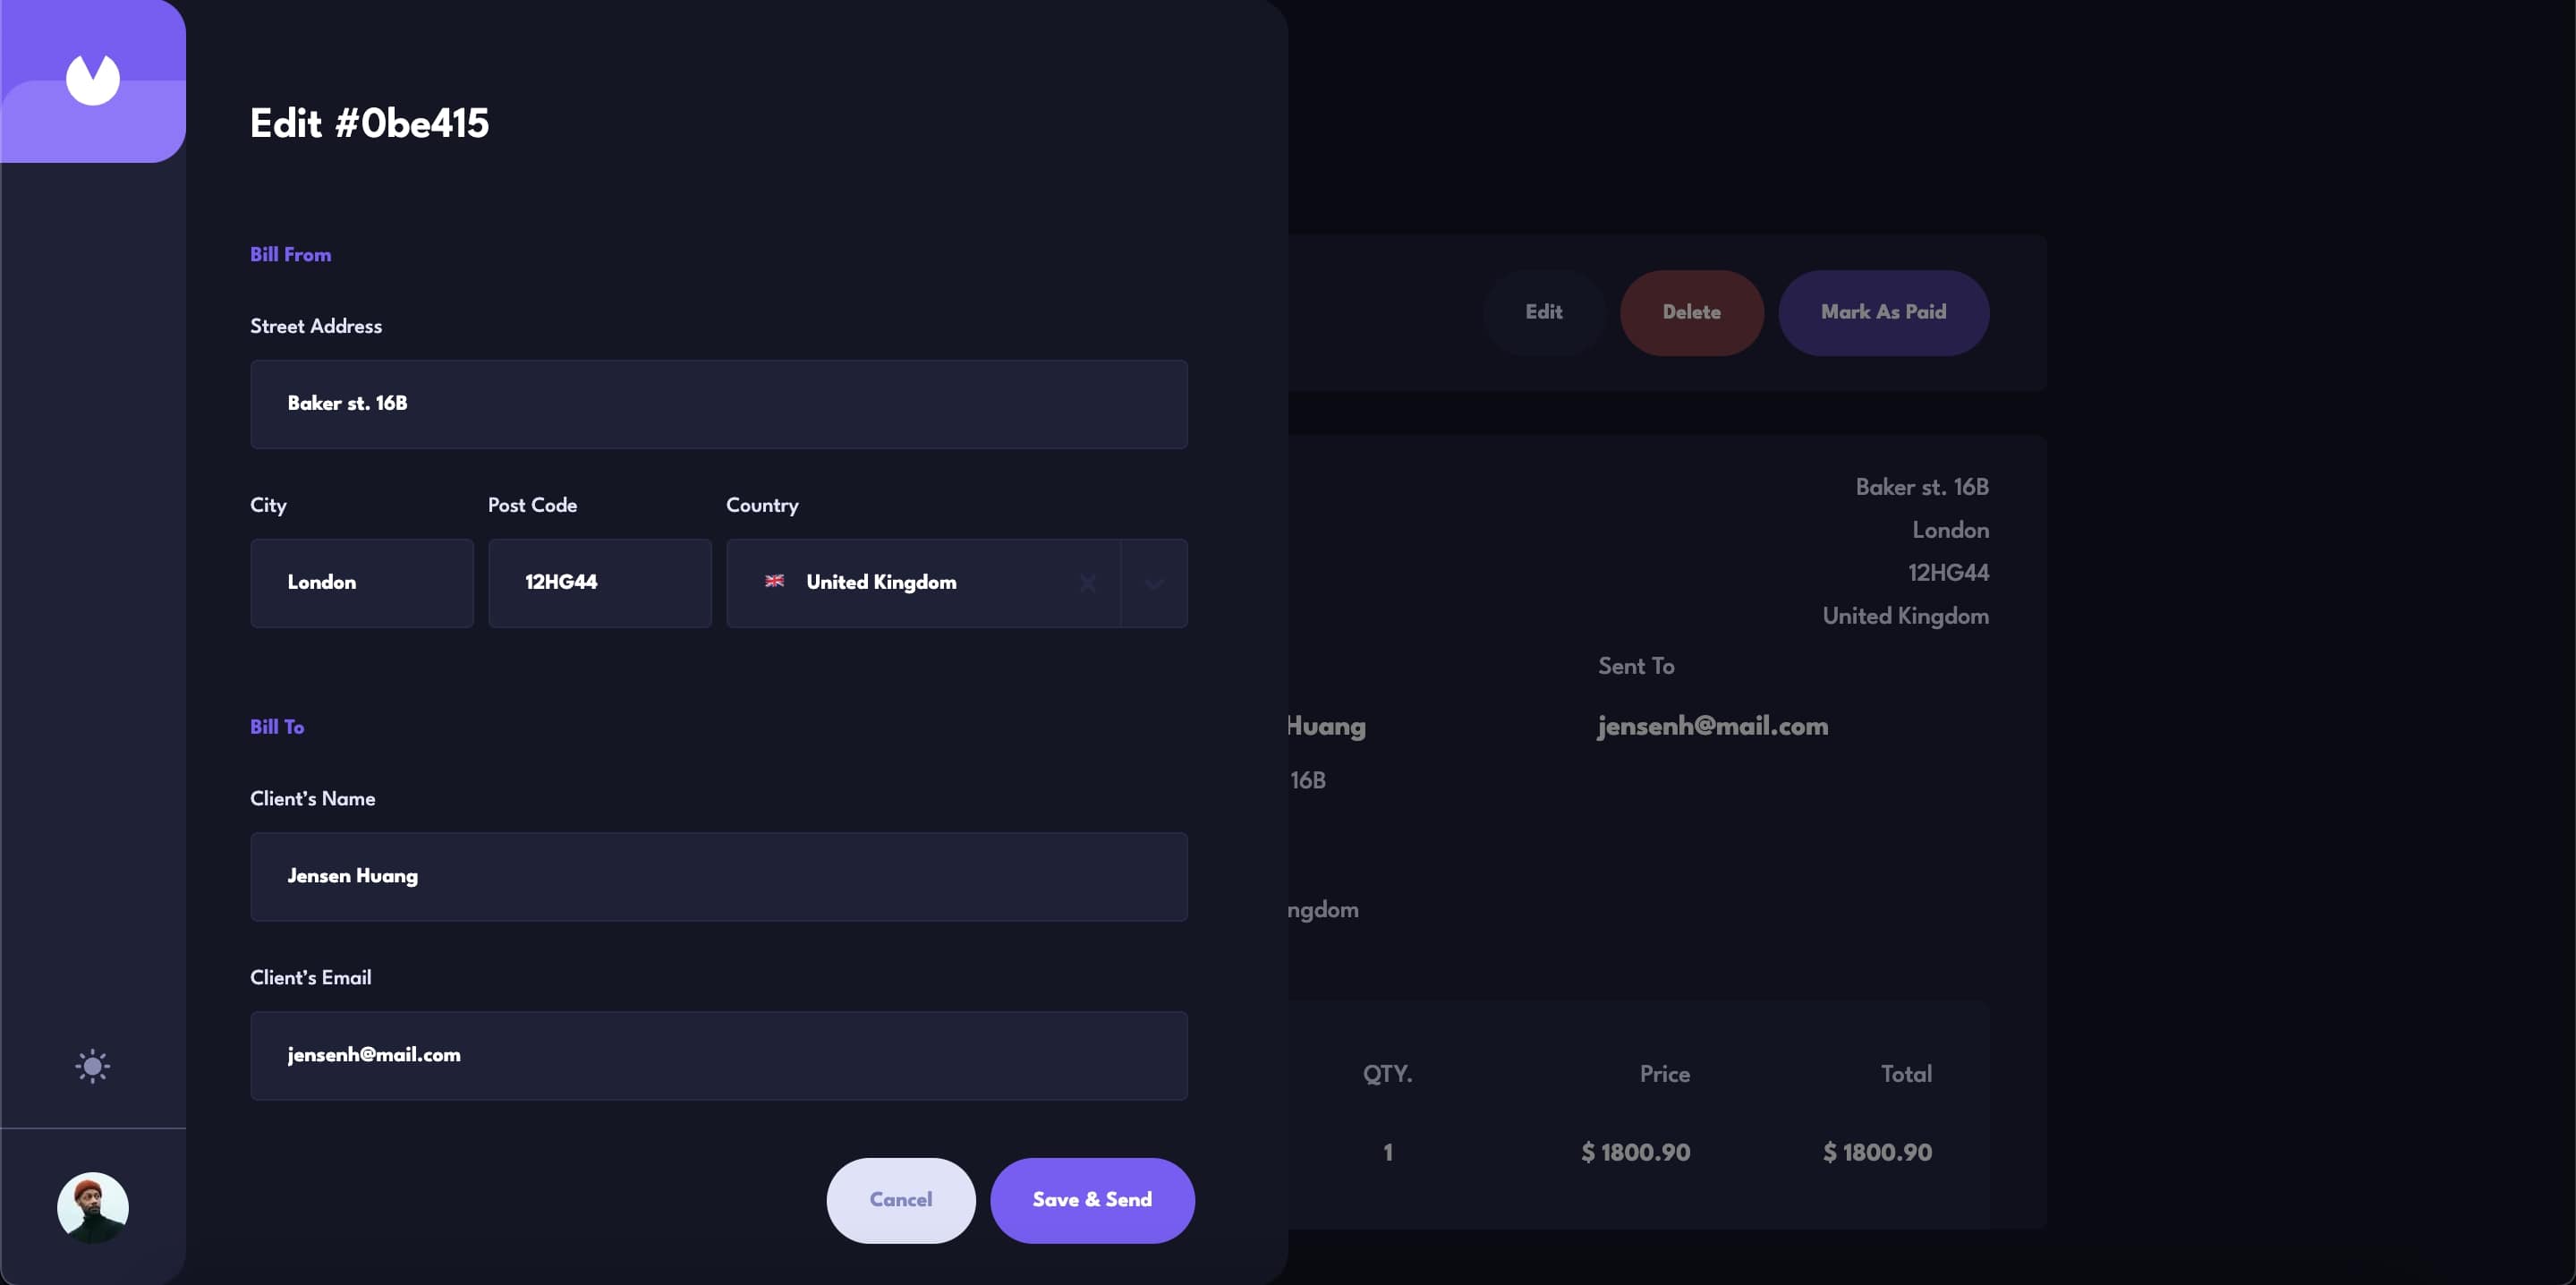 Edit #0be415
Bill From
Street Address
Baker st. 16B
City Post Code Country
London 12HG44 United Kingdom
Bill To
Client's Name
Jensen Huang
Client's Email
jensenh@mail.com
Cancel Save & Send
Edit Delete Mark As Paid
Baker st. 16B
London
12HG44
United Kingdom
Sent To
Huang jensenh@mail.com
16B
ngdom
QTY. Price Total
1 $ 1800.90 $ 1800.90